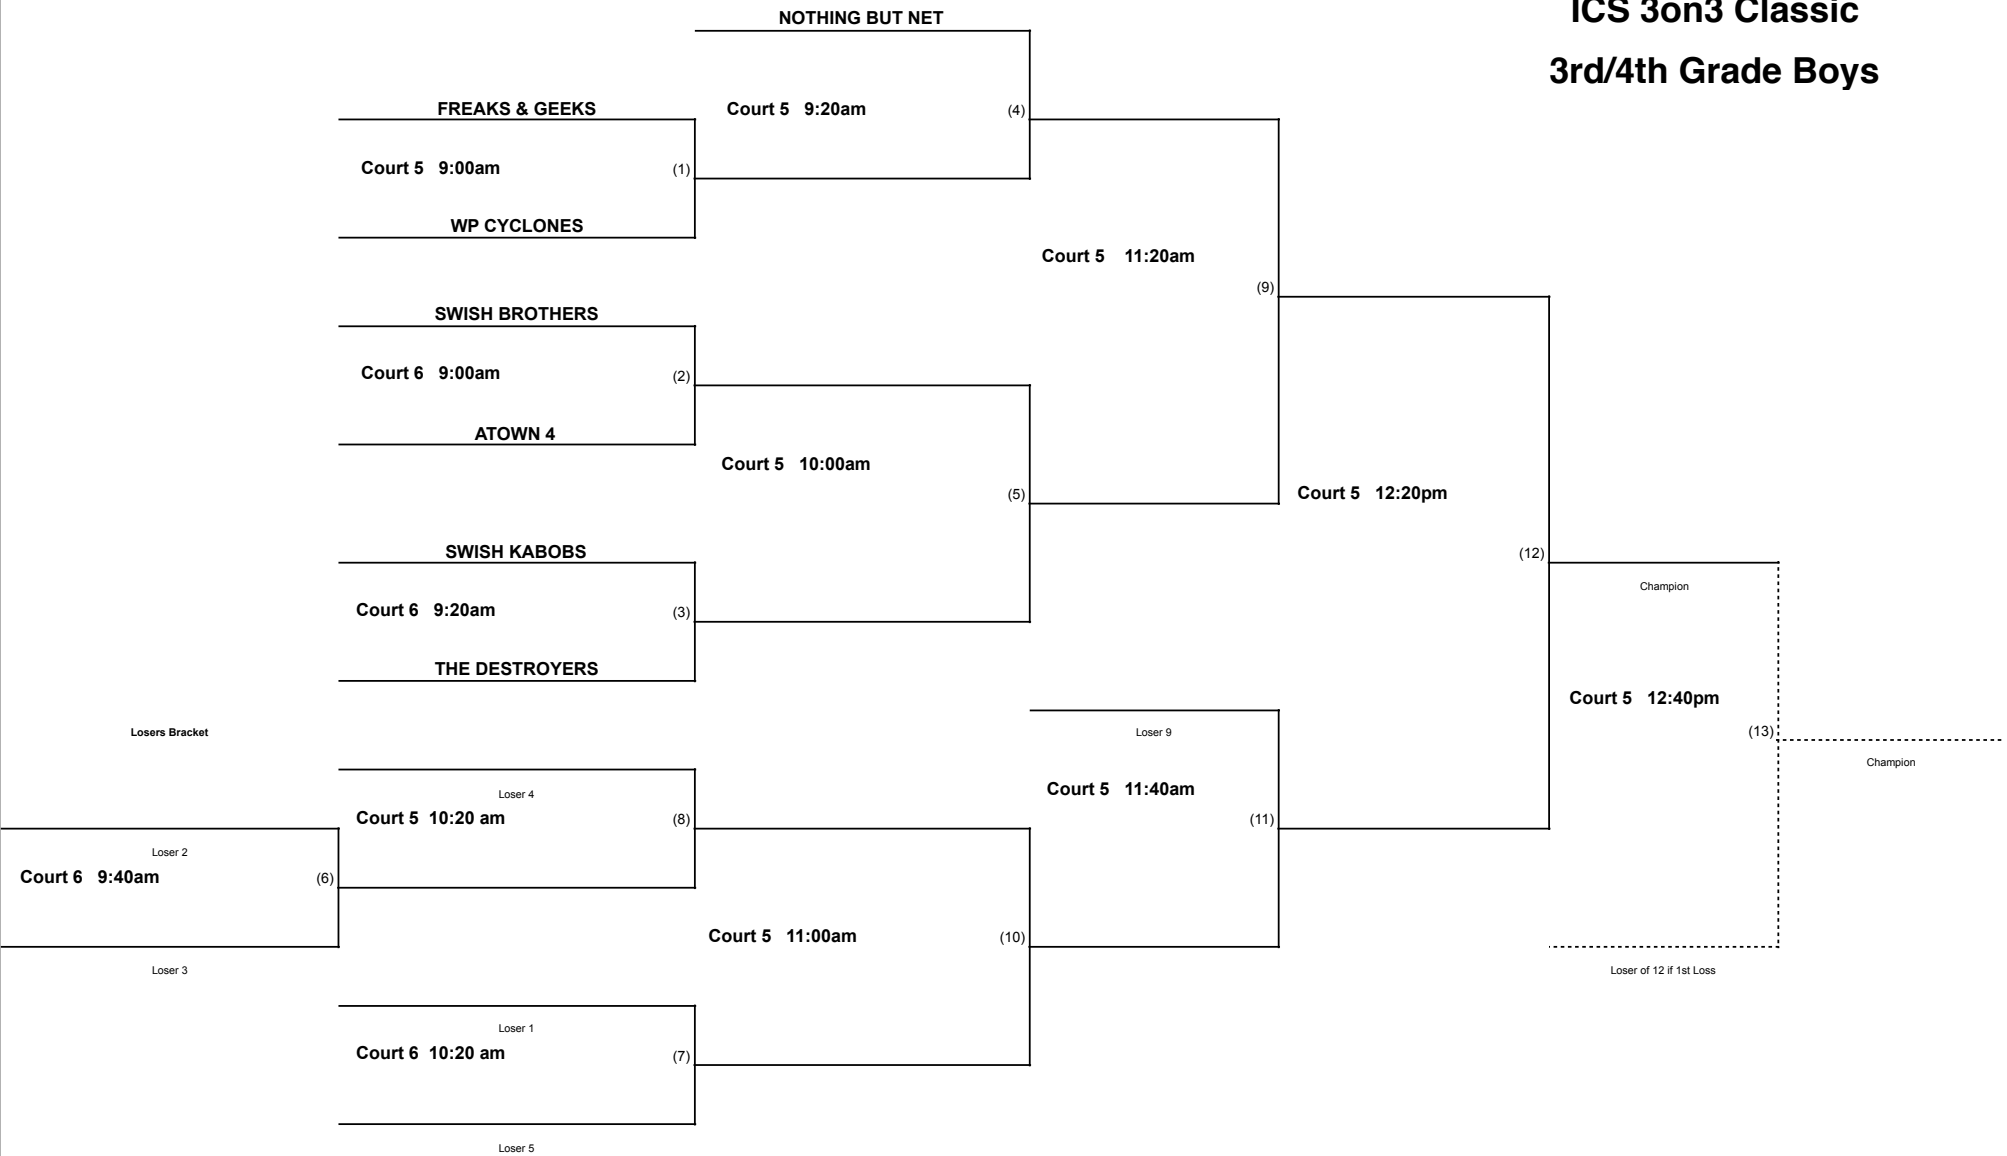 ICS 3on3 Classic
3rd/4th Grade Boys
NOTHING BUT NET
FREAKS & GEEKS
Court 5 9:20am
(4)
Court 5 9:00am
(1)
WP CYCLONES
Court 5 11:20am
(9)
SWISH BROTHERS
Court 6 9:00am
(2)
ATOWN 4
Court 5 10:00am
(5)
Court 5 12:20pm
(12)
SWISH KABOBS
Court 6 9:20am
(3)
THE DESTROYERS
Champion
Court 5 12:40pm
(13)
Champion
Losers Bracket
Loser 9
Court 5 11:40am
(11)
Loser 4
Court 5 10:20 am
(8)
Loser 2
Court 6 9:40am
(6)
Court 5 11:00am
(10)
Loser 3
Loser of 12 if 1st Loss
Loser 1
Court 6 10:20 am
(7)
Loser 5